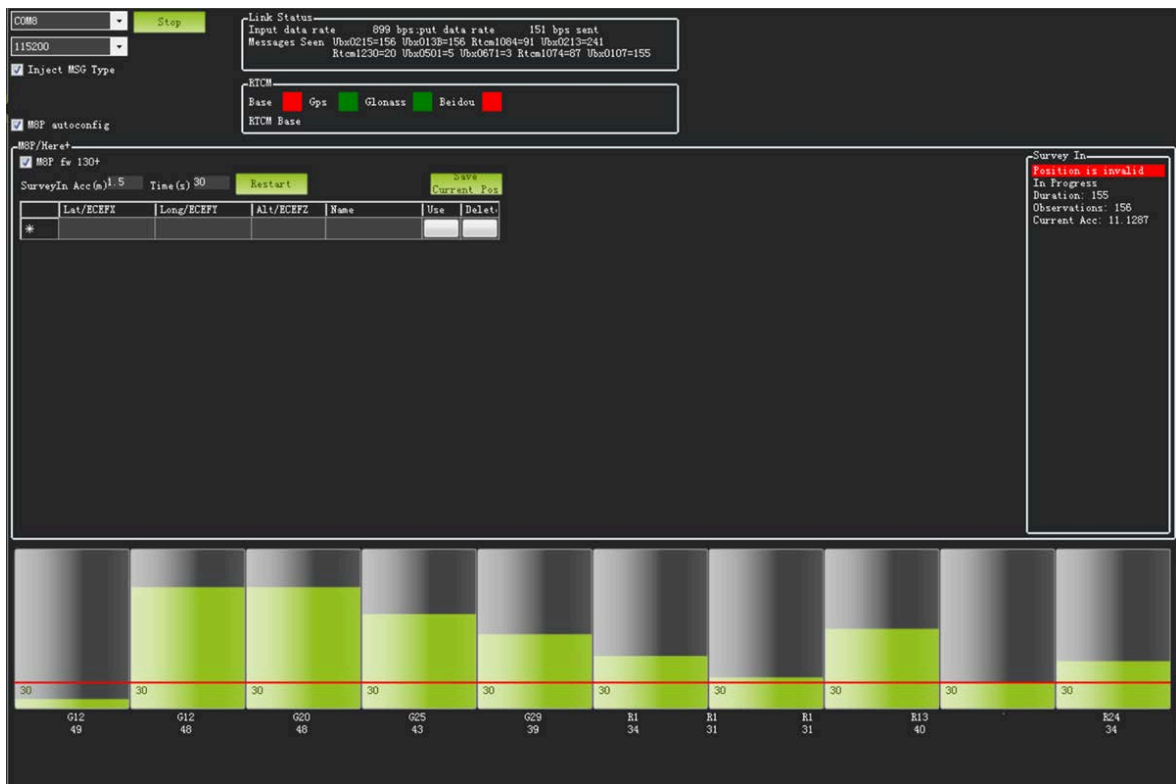 COM8
Stop
115200
Inject MSG Type
M8P autoconfig
Link Status
Input data rate 899 bps:put data rate 151 bps sent
Messages Seen Ubx0215=156 Ubx013B=156 Rtcm1084=91 Ubx0213=241
Rtcm1230=20 Ubx0501=5 Ubx0671=3 Rtcm1074=87 Ubx0107=155
RTCM
Base Gps Glonass Beidou
RTCM Base
M8P/Here+
M8P fw 130+
SurveyIn Acc(m) 1.5 Time(s) 30 Restart
Save
Current Pos
Lat/ECEFX Long/ECEFY Alt/ECEFZ Name Use Delet
*
Survey In
Position is invalid
In Progress
Duration: 155
Observations: 156
Current Acc: 11.1287
30 30 30 30 30 30 30 30 30 30
G12 G12 G20 G25 G29 R1 R1 R1 R13 R24
49 48 48 43 39 34 31 31 40 34